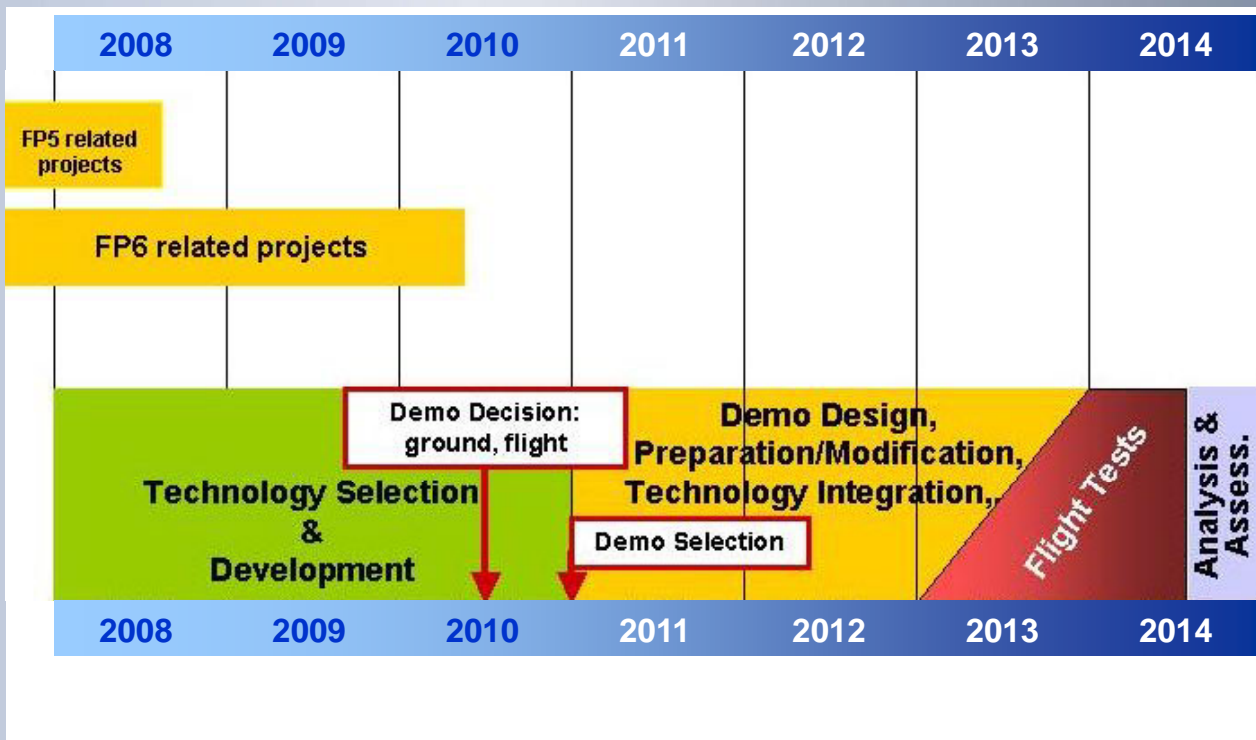 2008 2009 2010 2011 2012 2013 2014
FP5 related
projects
FP6 related projects
Demo Decision:
ground, flight
Technology Selection
&
Development
Demo Design,
Preparation/Modification,
Technology Integration,,
Demo Selection
Flight Tests
Analysis &
Assess.
2008 2009 2010 2011 2012 2013 2014